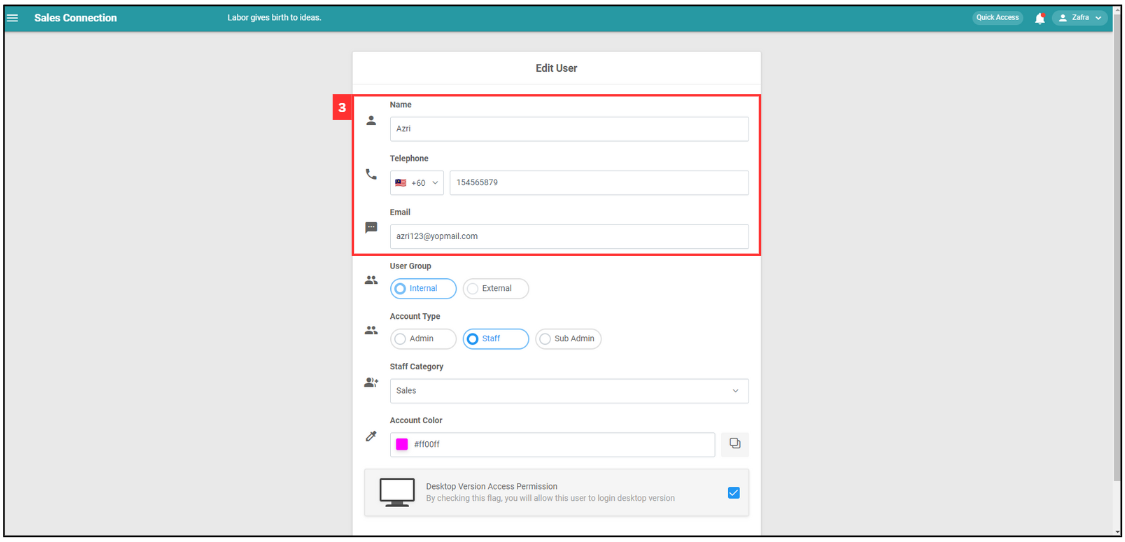 Sales Connection
Labor gives birth to ideas.
Quick Access
Zafra
Edit User
3
Name
Azri
Telephone
+60
154565879
Email
azri123@yopmail.com
User Group
Internal
External
Account Type
Admin
Staff
Sub Admin
Staff Category
Sales
Account Color
#ff00ff
Desktop Version Access Permission
By checking this flag, you will allow this user to login desktop version